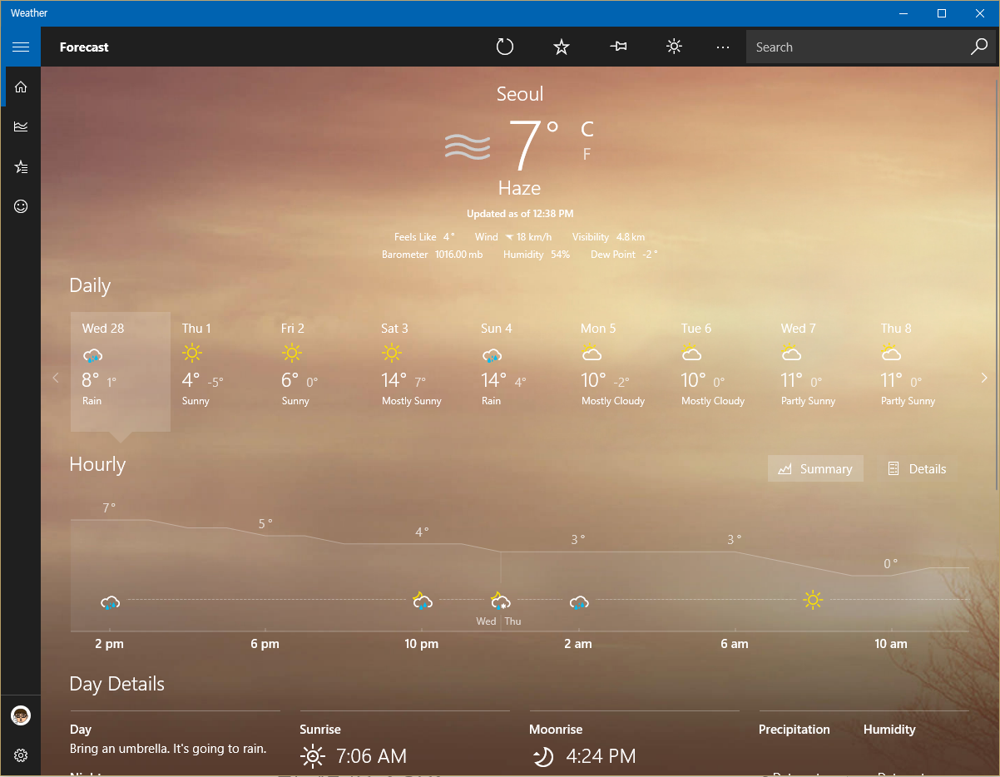 Weather
Forecast
Search
Seoul
7° C
F
Haze
Updated as of 12:38 PM
Feels Like 4° Wind 18 km/h Visibility 4.8 km
Barometer 1016.00 mb Humidity 54% Dew Point -2°
Daily
Wed 28 Thu 1 Fri 2 Sat 3 Sun 4 Mon 5 Tue 6 Wed 7 Thu 8
8° 1° 4° -5° 6° 0° 14° 7° 14° 4° 10° -2° 10° 0° 11° 0° 11° 0°
Rain Sunny Sunny Mostly Sunny Rain Mostly Cloudy Mostly Cloudy Partly Sunny Partly Sunny
Hourly
Summary Details
7° 5° 4° 3° 3° 0°
Wed Thu
2 pm 6 pm 10 pm 2 am 6 am 10 am
Day Details
Day Sunrise Moonrise Precipitation Humidity
Bring an umbrella. It's going to rain.
7:06 AM 4:24 PM